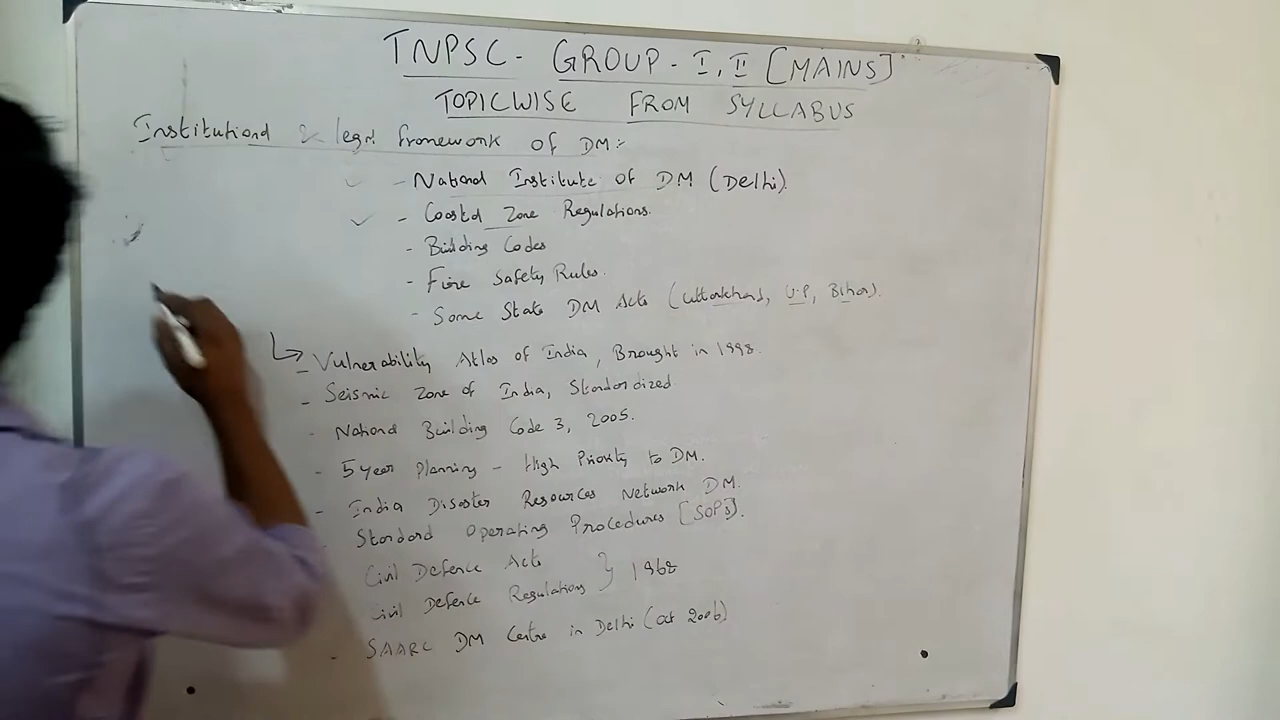 TNPSC - GROUP - I, II [MAINS]
TOPICWISE FROM SYLLABUS
Institutional & legal framework of DM:-
- National Institute of DM (Delhi).
- Coastal Zone Regulations.
- Building Codes
- Fire Safety Rules.
- Some State DM Acts (Uttarkhand, U.P, Bihar).
- Vulnerability Atlas of India, Brought in 1998.
- Seismic Zone of India, Standardized
- National Building Code 3, 2005.
- 5 year Planning - High Priority to DM.
- India Disaster Resources Network DM.
Standard Operating Procedures [SOPs].
Civil Defence Acts
Civil Defence Regulations } 1968
- SAARC DM Centre in Delhi (Oct 2006)